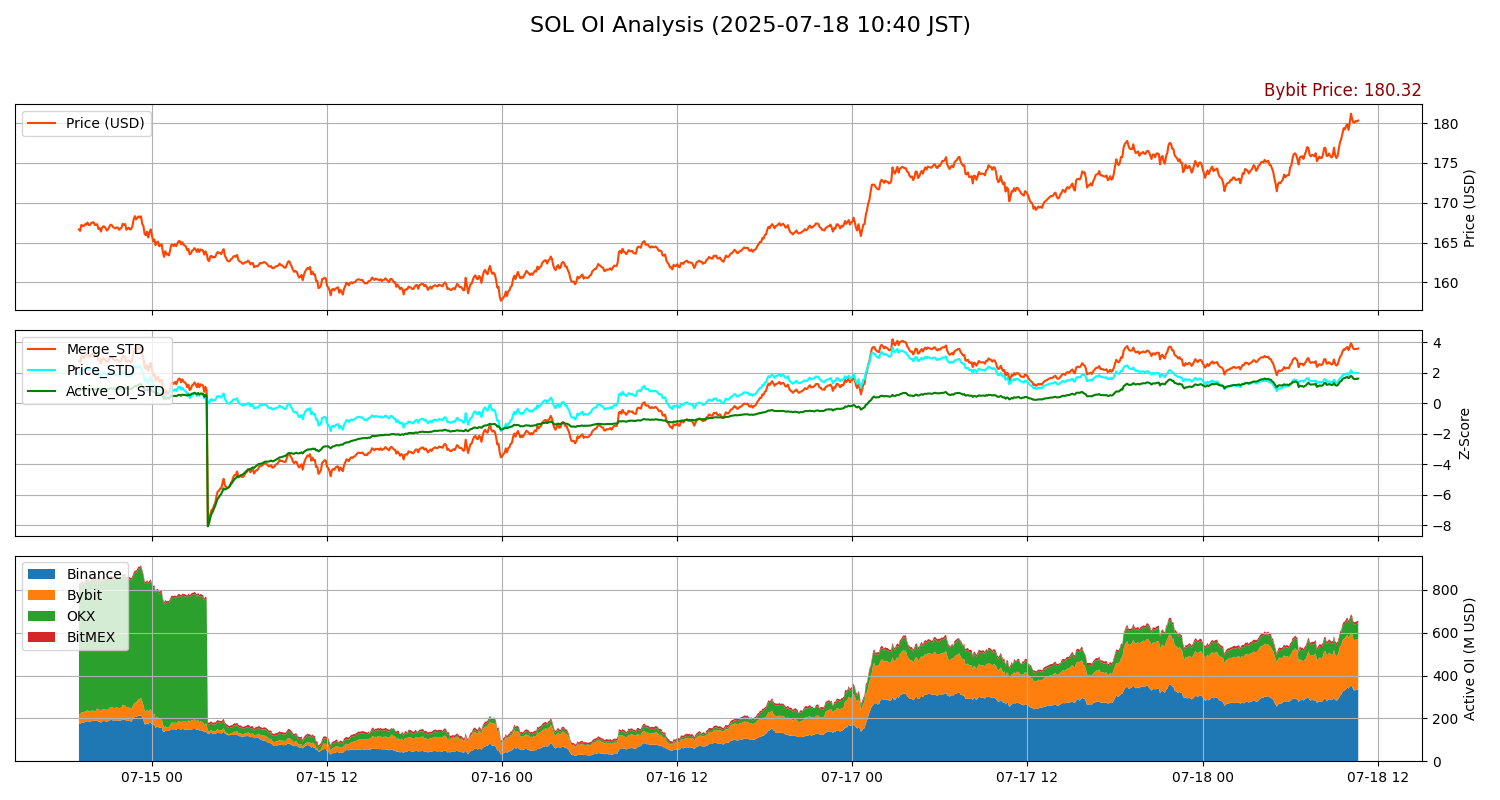 SOL OI Analysis (2025-07-18 10:40 JST)
Bybit Price: 180.32
Price (USD)
180
175
170
165
160
Price (USD)
Merge_STD
Price_STD
Active_OI_STD
4
2
0
−2
−4
−6
−8
Z-Score
Binance
Bybit
OKX
BitMEX
800
600
400
200
0
Active OI (M USD)
07-15 00
07-15 12
07-16 00
07-16 12
07-17 00
07-17 12
07-18 00
07-18 12